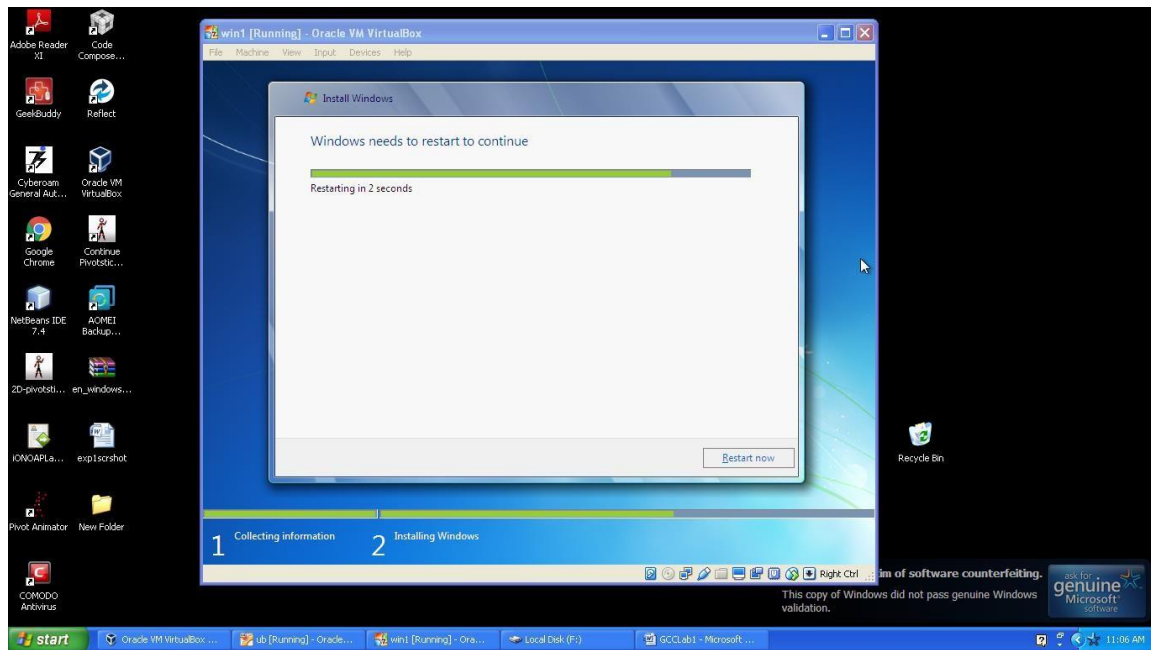 Adobe Reader
XI
Code
Compose...
GeekBuddy
Reflect
Cyberoam
General Aut...
Oracle VM
VirtualBox
Google
Chrome
Continue
Pivotstic...
NetBeans IDE
7.4
AOMEI
Backup...
2D-pivotsti...
en_windows...
iONOAPLa...
exp1scrshot
Pivot Animator
New Folder
COMODO
Antivirus
win1 [Running] - Oracle VM VirtualBox
File Machine View Input Devices Help
Install Windows
Windows needs to restart to continue
Restarting in 2 seconds
Restart now
1 Collecting information 2 Installing Windows
Right Ctrl
Recycle Bin
im of software counterfeiting.
This copy of Windows did not pass genuine Windows
validation.
ask for
genuine
Microsoft
software
start
Oracle VM VirtualBox ...
ub [Running] - Oracle...
win1 [Running] - Ora...
Local Disk (F:)
GCCLab1 - Microsoft ...
11:06 AM